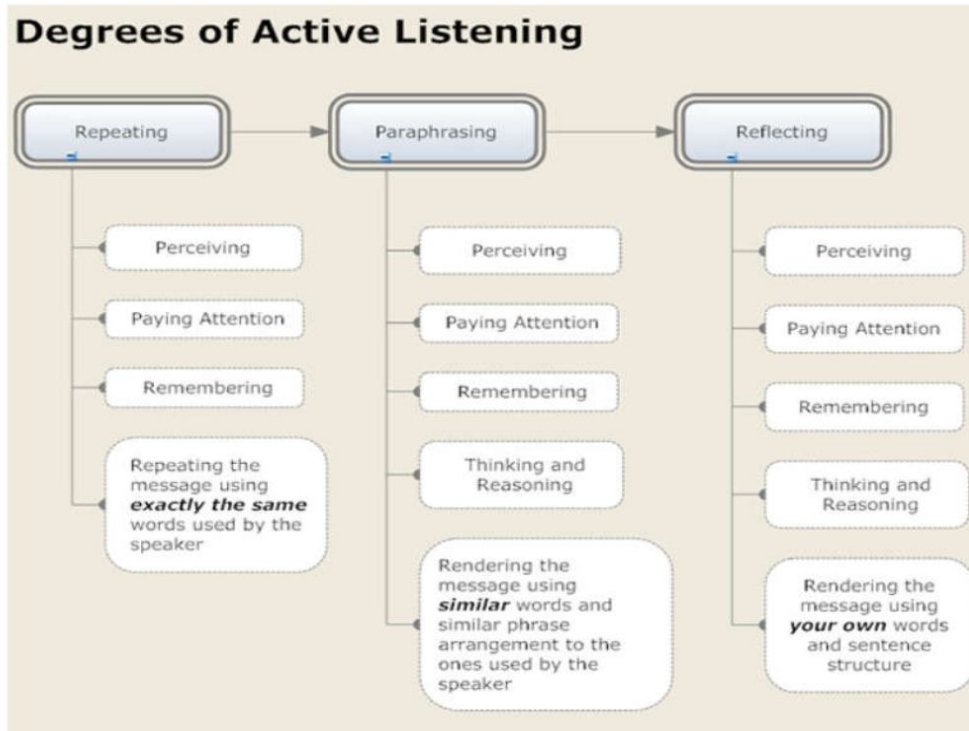 Degrees of Active Listening
Repeating
Paraphrasing
Reflecting
Perceiving
Paying Attention
Remembering
Repeating the
message using
exactly the same
words used by the
speaker
Perceiving
Paying Attention
Remembering
Thinking and
Reasoning
Rendering the
message using
similar words and
similar phrase
arrangement to the
ones used by the
speaker
Perceiving
Paying Attention
Remembering
Thinking and
Reasoning
Rendering the
message using
your own words
and sentence
structure